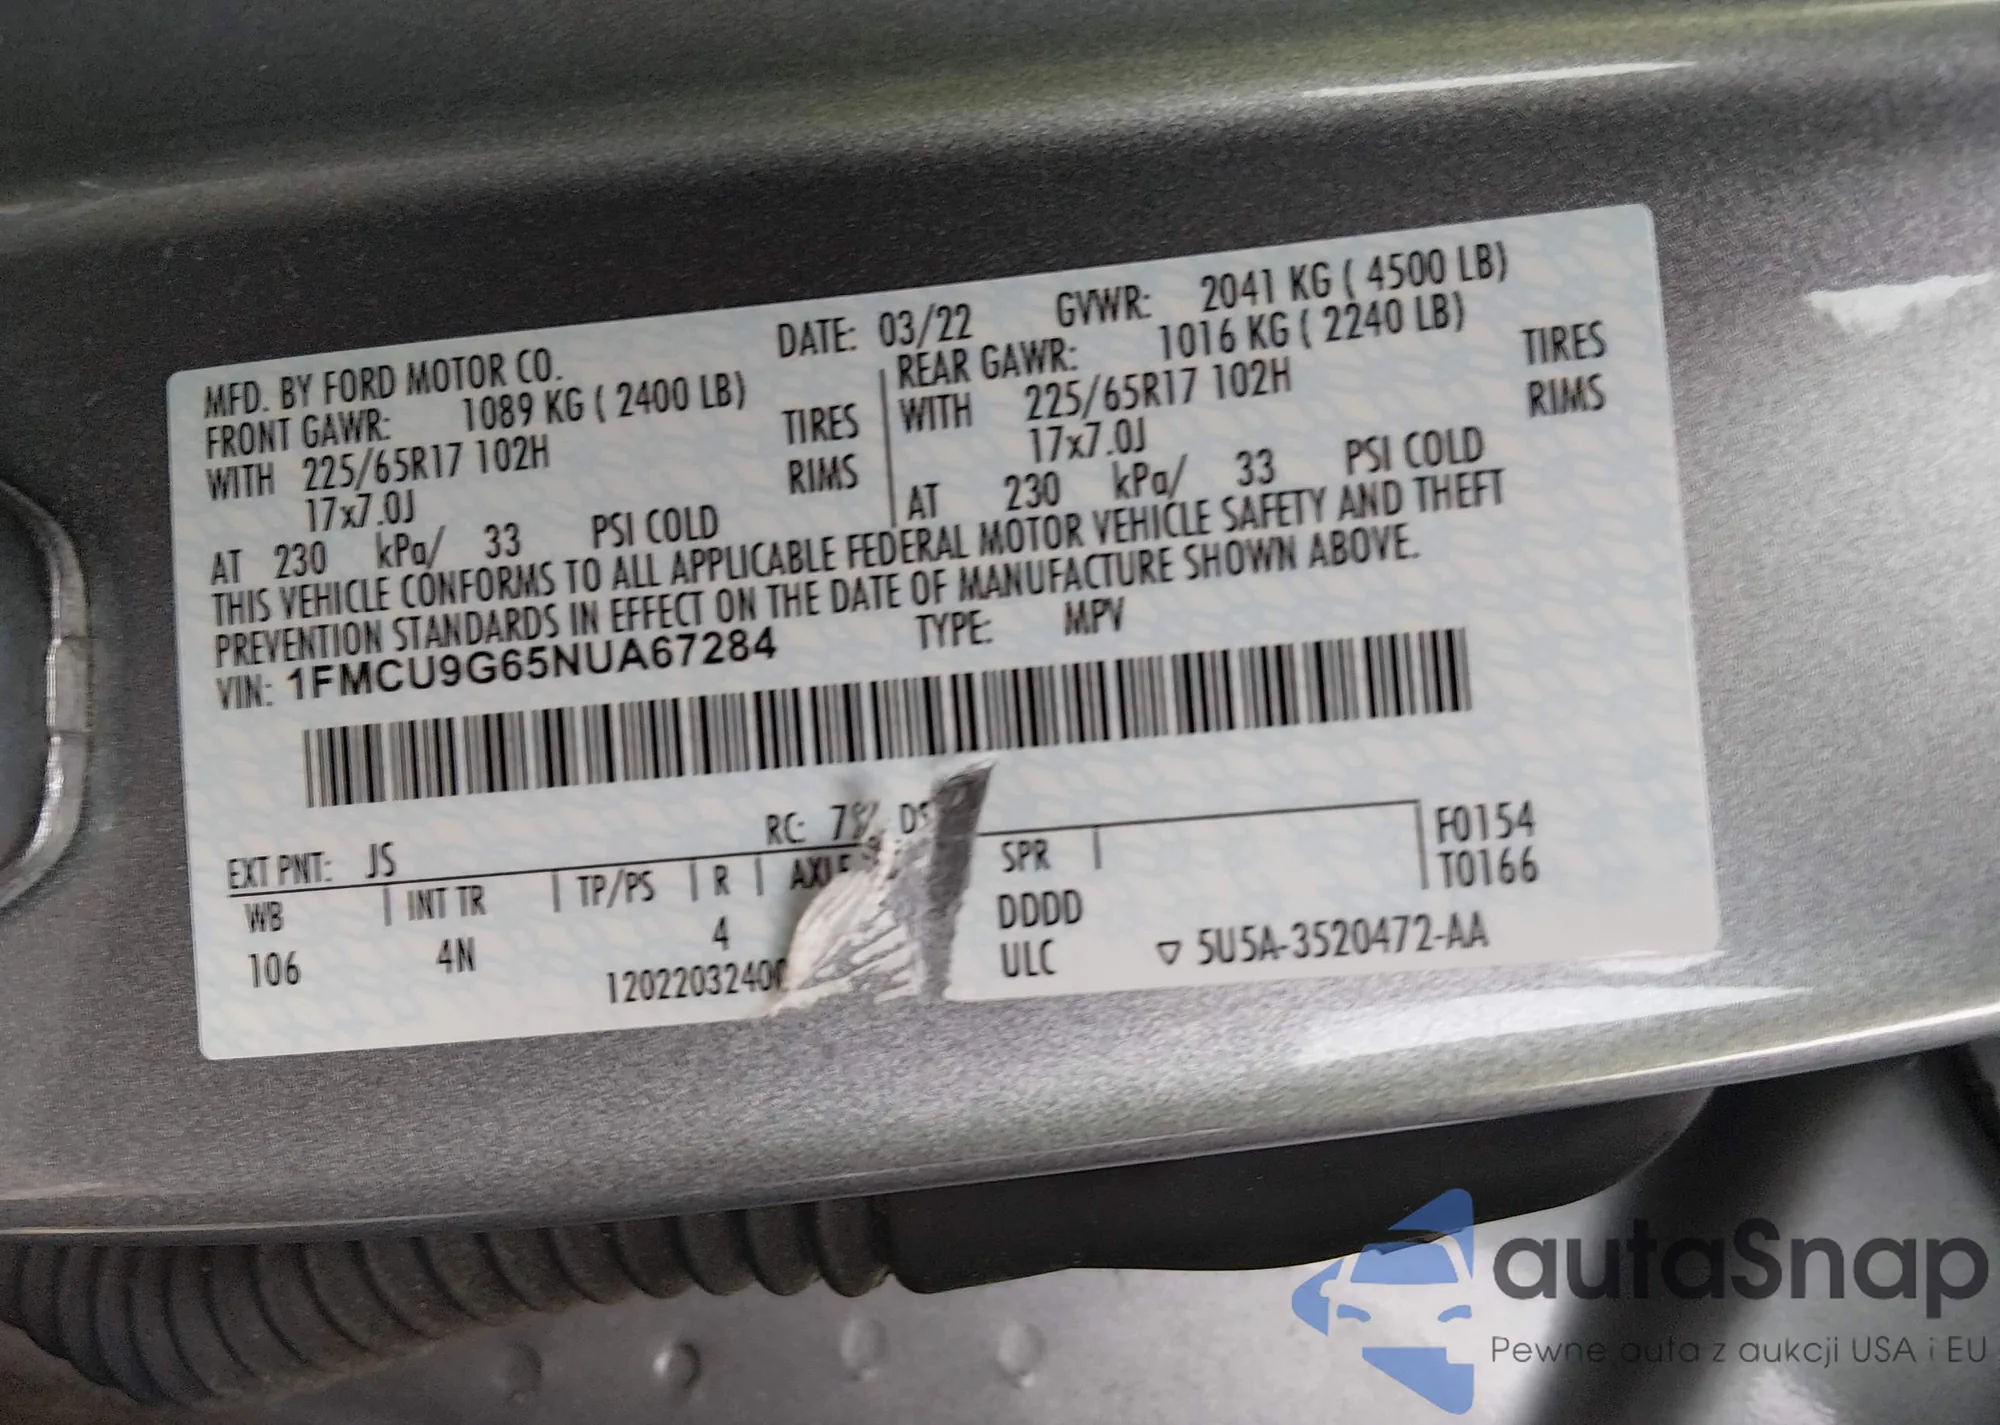 MFD. BY FORD MOTOR CO. DATE: 03/22 GVWR: 2041 KG ( 4500 LB)
FRONT GAWR: 1089 KG ( 2400 LB) REAR GAWR: 1016 KG ( 2240 LB)
WITH 225/65R17 102H TIRES WITH 225/65R17 102H TIRES
17x7.0J RIMS 17x7.0J RIMS
AT 230 kPa/ 33 PSI COLD AT 230 kPa/ 33 PSI COLD
THIS VEHICLE CONFORMS TO ALL APPLICABLE FEDERAL MOTOR VEHICLE SAFETY AND THEFT
PREVENTION STANDARDS IN EFFECT ON THE DATE OF MANUFACTURE SHOWN ABOVE.
VIN: 1FMCU9G65NUA67284 TYPE: MPV
EXT PNT: JS RC: DS F0154
WB INT TR TP/PS R AXLE SPR T0166
106 4N 4 DDDD
12022032400 ULC ▽ 5U5A-3520472-AA
autaSnap
Pewne auta z aukcji USA i EU